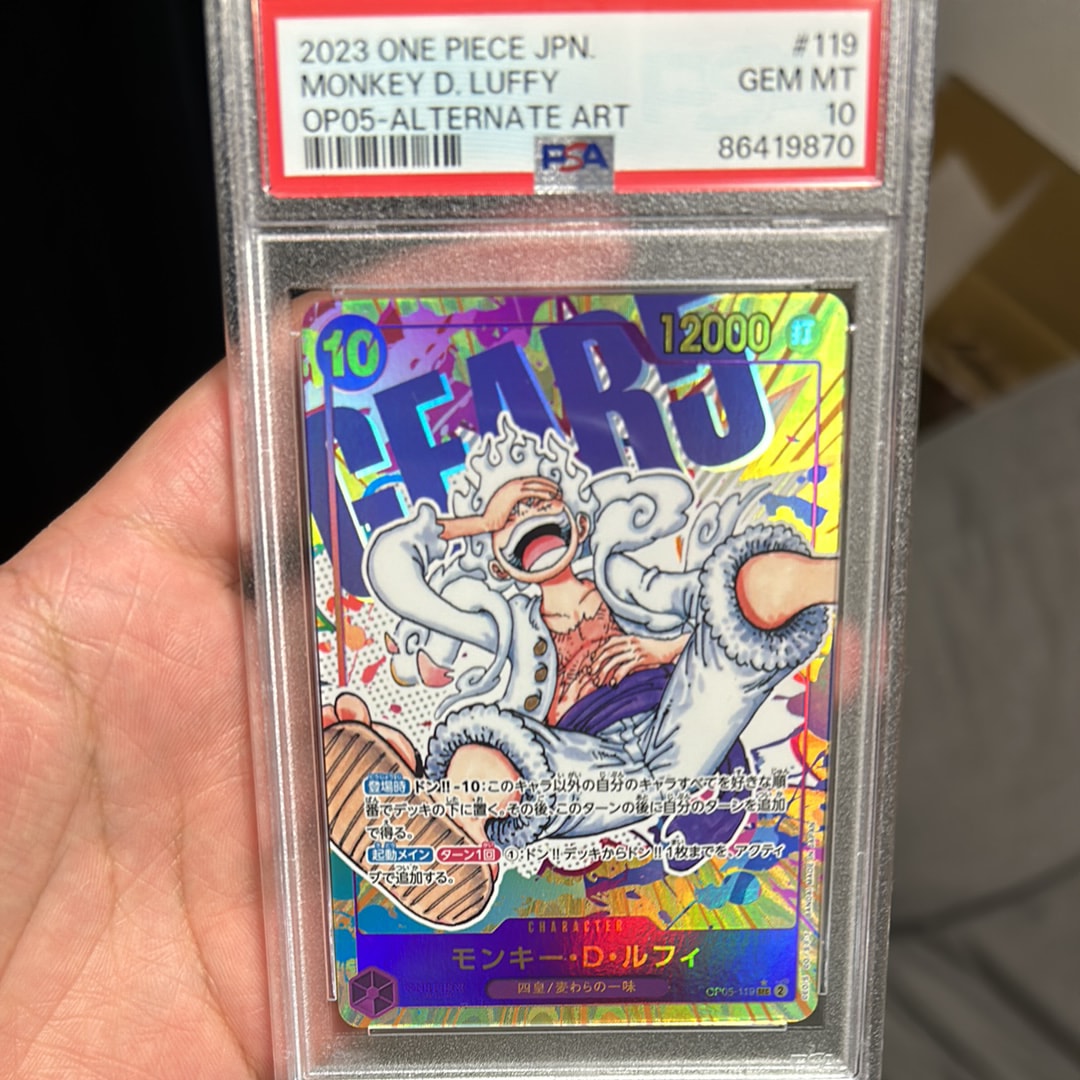 2023 ONE PIECE JPN. #119
MONKEY D. LUFFY GEM MT
OP05-ALTERNATE ART 10
PSA 86419870
10 12000 打
GEAR5
登場時 ドン!!-10:このキャラ以外の自分のキャラすべてを好きな順
番でデッキの下に置く。その後、このターンの後に自分のターンを追加
で得る。
起動メイン ターン1回 ①:ドン!!デッキからドン!!1枚までを、アクティ
ブで追加する。
CHARACTER
モンキー・D・ルフィ
四皇/麦わらの一味
OP05-119 SEC 2